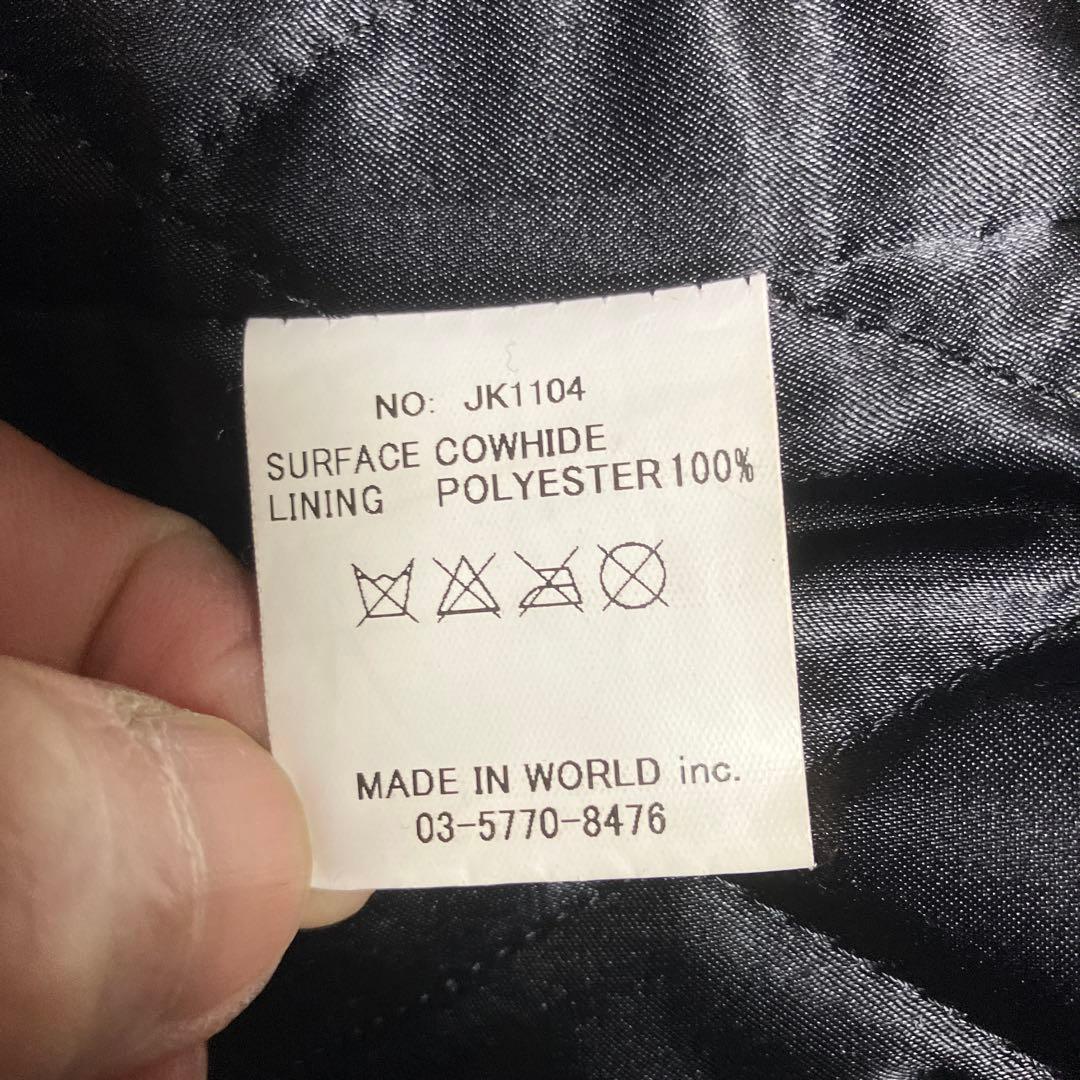 NO: JK1104
SURFACE COWHIDE
LINING POLYESTER 100%
MADE IN WORLD inc.
03-5770-8476